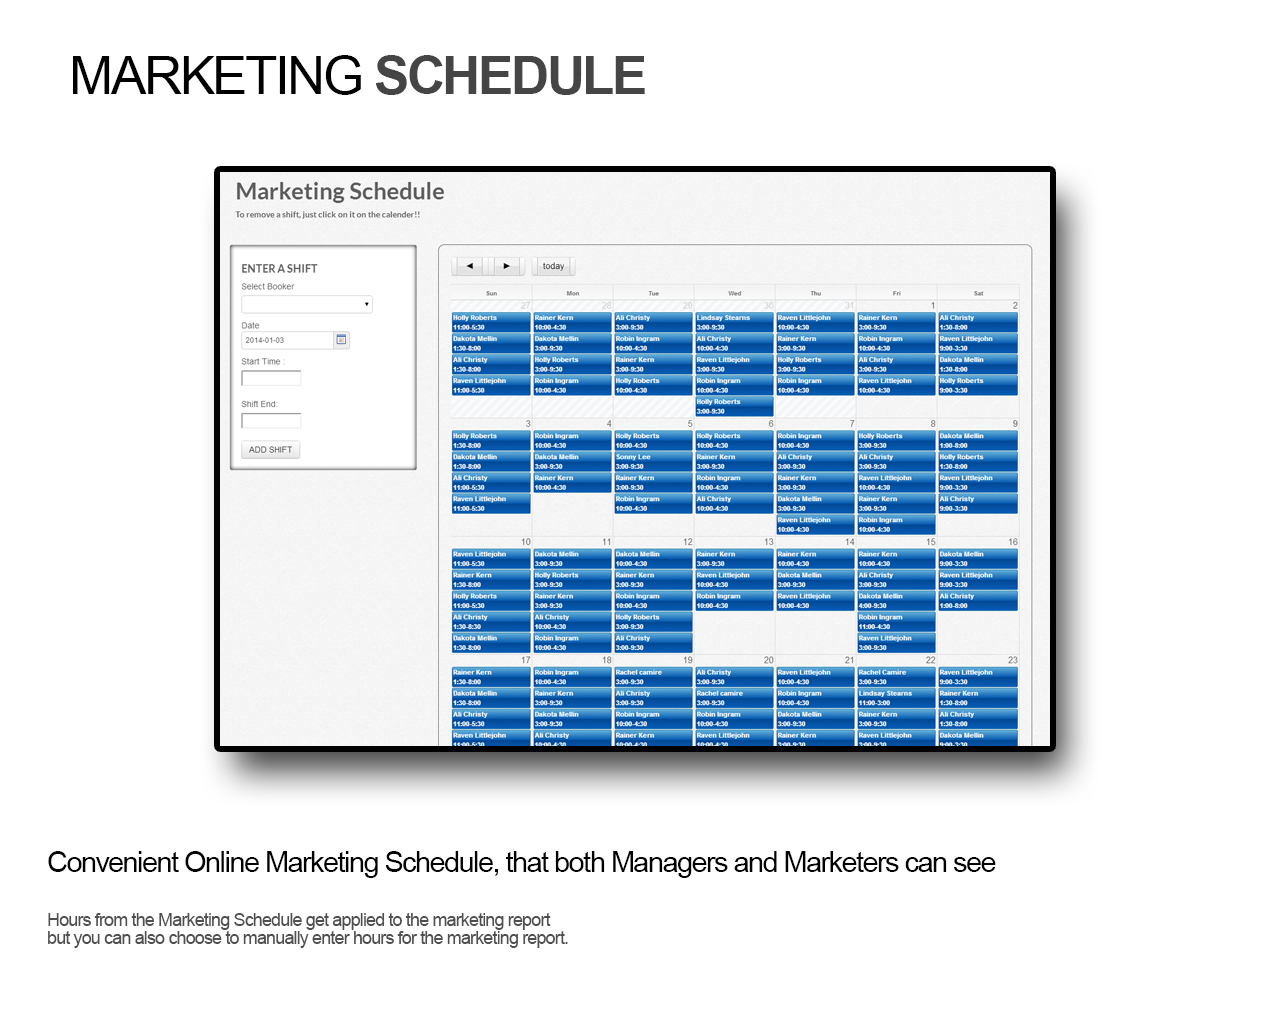 MARKETING SCHEDULE
Marketing Schedule
To remove a shift, just click on it on the calender!!
ENTER A SHIFT
Select Booker
Date
2014-01-03
Start Time :
Shift End:
ADD SHIFT
◄ ► today
Sun Mon Tue Wed Thu Fri Sat
27 28 29 30 31 1 2
Holly Roberts Rainer Kern Ali Christy Lindsay Stearns Raven Littlejohn Rainer Kern Ali Christy
11:00-5:30 10:00-4:30 3:00-9:30 3:00-9:30 10:00-4:30 3:00-9:30 1:30-8:00
Dakota Mellin Dakota Mellin Robin Ingram Ali Christy Rainer Kern Robin Ingram Raven Littlejohn
1:30-8:00 3:00-9:30 10:00-4:30 10:00-4:30 3:00-9:30 10:00-4:30 9:00-3:30
Ali Christy Holly Roberts Rainer Kern Raven Littlejohn Holly Roberts Ali Christy Dakota Mellin
1:30-8:00 3:00-9:30 3:00-9:30 3:00-9:30 3:00-9:30 3:00-9:30 1:30-8:00
Raven Littlejohn Robin Ingram Holly Roberts Robin Ingram Robin Ingram Raven Littlejohn Holly Roberts
11:00-5:30 10:00-4:30 10:00-4:30 10:00-4:30 10:00-4:30 10:00-4:30 9:00-3:30
Holly Roberts
3:00-9:30
3 4 5 6 7 8 9
Holly Roberts Robin Ingram Holly Roberts Holly Roberts Robin Ingram Holly Roberts Dakota Mellin
1:30-8:00 10:00-4:30 10:00-4:30 10:00-4:30 10:00-4:30 3:00-9:30 1:00-8:00
Dakota Mellin Dakota Mellin Sonny Lee Rainer Kern Ali Christy Ali Christy Holly Roberts
1:30-8:00 3:00-9:30 3:00-9:30 3:00-9:30 3:00-9:30 3:00-9:30 1:30-8:00
Ali Christy Rainer Kern Rainer Kern Robin Ingram Rainer Kern Raven Littlejohn Raven Littlejohn
11:00-5:30 10:00-4:30 3:00-9:30 10:00-4:30 3:00-9:30 10:00-4:30 9:00-3:30
Raven Littlejohn Robin Ingram Ali Christy Dakota Mellin Rainer Kern Ali Christy
11:00-5:30 10:00-4:30 10:00-4:30 3:00-9:30 3:00-9:30 9:00-3:30
Raven Littlejohn Robin Ingram
10:00-4:30 10:00-4:30
10 11 12 13 14 15 16
Raven Littlejohn Dakota Mellin Dakota Mellin Rainer Kern Rainer Kern Rainer Kern Dakota Mellin
11:00-5:30 3:00-9:30 3:00-9:30 3:00-9:30 10:00-4:30 10:00-4:30 9:00-3:30
Rainer Kern Holly Roberts Rainer Kern Raven Littlejohn Dakota Mellin Ali Christy Raven Littlejohn
1:30-8:00 3:00-9:30 3:00-9:30 10:00-4:30 3:00-9:30 3:00-9:30 9:00-3:30
Holly Roberts Rainer Kern Robin Ingram Robin Ingram Raven Littlejohn Dakota Mellin Ali Christy
11:00-5:30 3:00-9:30 10:00-4:30 10:00-4:30 10:00-4:30 4:00-9:30 1:00-8:00
Ali Christy Ali Christy Holly Roberts Robin Ingram
1:30-8:30 10:00-4:30 3:00-9:30 11:00-4:30
Dakota Mellin Robin Ingram Ali Christy Raven Littlejohn
1:30-8:00 10:00-4:30 3:00-9:30 3:00-9:30
17 18 19 20 21 22 23
Rainer Kern Robin Ingram Rachel camire Ali Christy Raven Littlejohn Rachel Camire Raven Littlejohn
1:30-8:00 10:00-4:30 3:00-9:30 3:00-9:30 10:00-4:30 3:00-9:30 9:00-3:30
Dakota Mellin Rainer Kern Ali Christy Rachel camire Robin Ingram Lindsay Stearns Rainer Kern
1:30-8:00 3:00-9:30 3:00-9:30 3:00-9:30 10:00-4:30 11:00-3:00 1:30-8:00
Ali Christy Dakota Mellin Robin Ingram Robin Ingram Dakota Mellin Rainer Kern Ali Christy
11:00-5:30 3:00-9:30 10:00-4:30 10:00-4:30 3:00-9:30 3:00-9:30 1:30-8:00
Raven Littlejohn Ali Christy Rainer Kern Raven Littlejohn Rainer Kern Raven Littlejohn Dakota Mellin
11:00-5:30 10:00-4:30 10:00-4:30 10:00-4:30 3:00-9:30 3:00-9:30 9:00-3:30
Convenient Online Marketing Schedule, that both Managers and Marketers can see
Hours from the Marketing Schedule get applied to the marketing report
but you can also choose to manually enter hours for the marketing report.